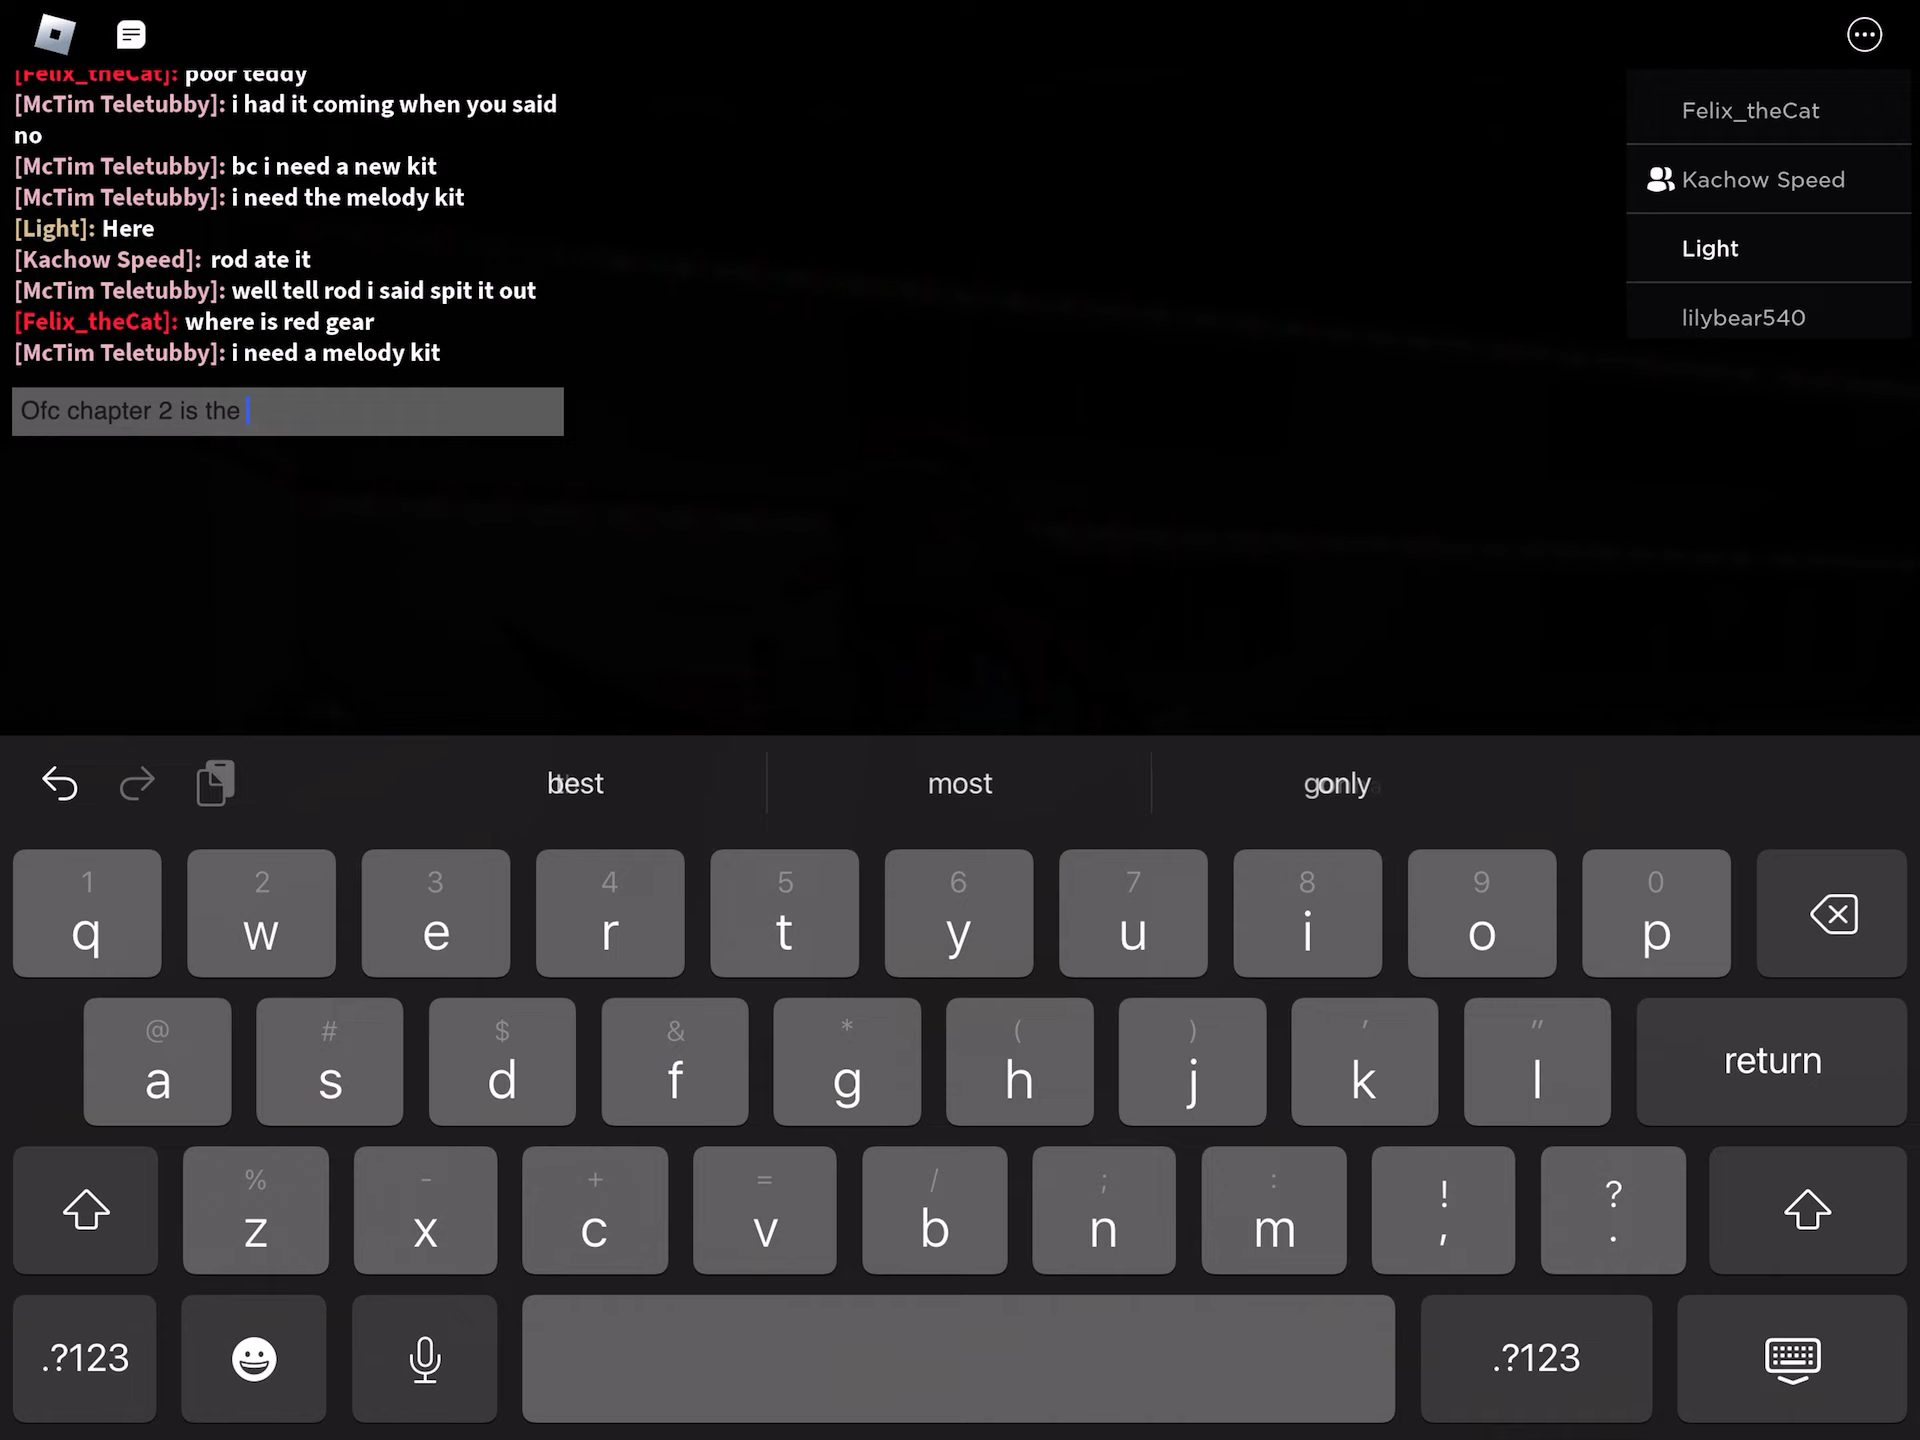 [Felix_theCat]: poor teddy
[McTim Teletubby]: i had it coming when you said
no
[McTim Teletubby]: bc i need a new kit
[McTim Teletubby]: i need the melody kit
[Light]: Here
[Kachow Speed]: rod ate it
[McTim Teletubby]: well tell rod i said spit it out
[Felix_theCat]: where is red gear
[McTim Teletubby]: i need a melody kit
Ofc chapter 2 is the
Felix_theCat
Kachow Speed
Light
lilybear540
best most only
1 2 3 4 5 6 7 8 9 0
q w e r t y u i o p
@ # $ & * ( ) ' "
a s d f g h j k l return
% - + = / ; : ! ?
z x c v b n m , .
.?123 .?123